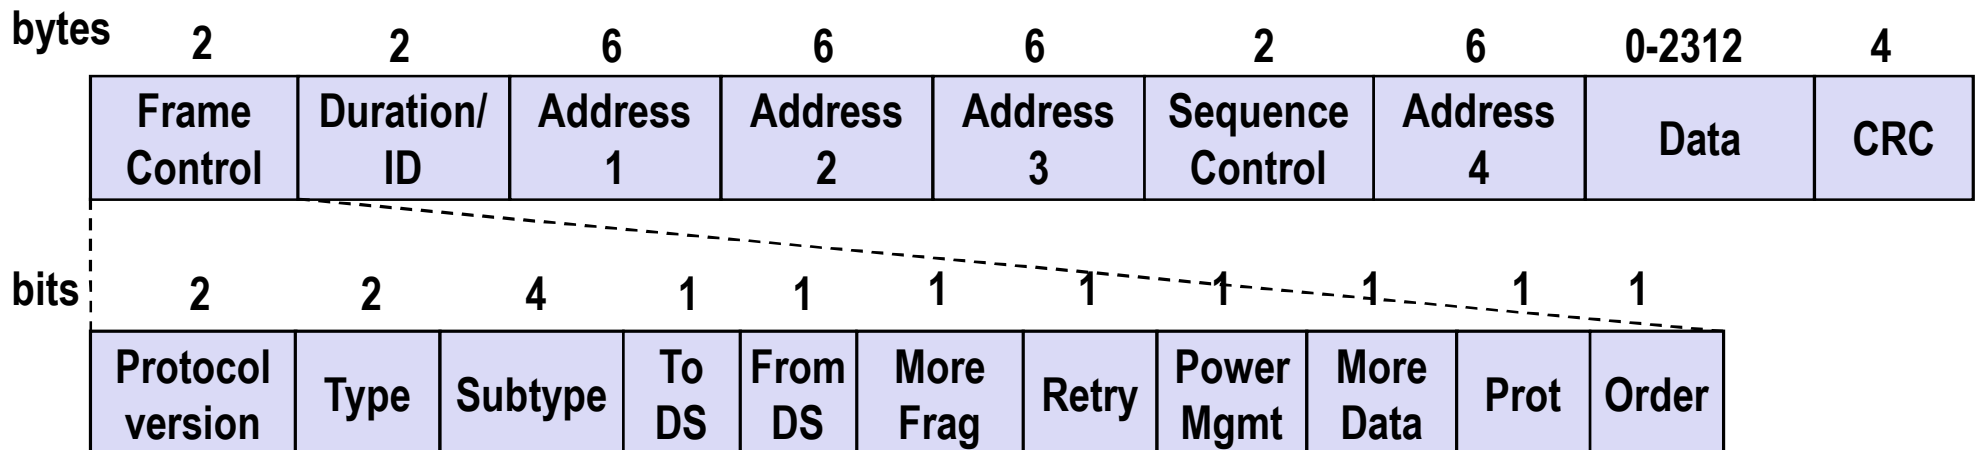 bytes 2 2 6 6 6 2 6 0-2312 4
Frame Duration/ Address Address Address Sequence Address Data CRC
Control ID 1 2 3 Control 4
bits 2 2 4 1 1 1 1 1 1 1 1
Protocol Type Subtype To From More Retry Power More Prot Order
version DS DS Frag Mgmt Data